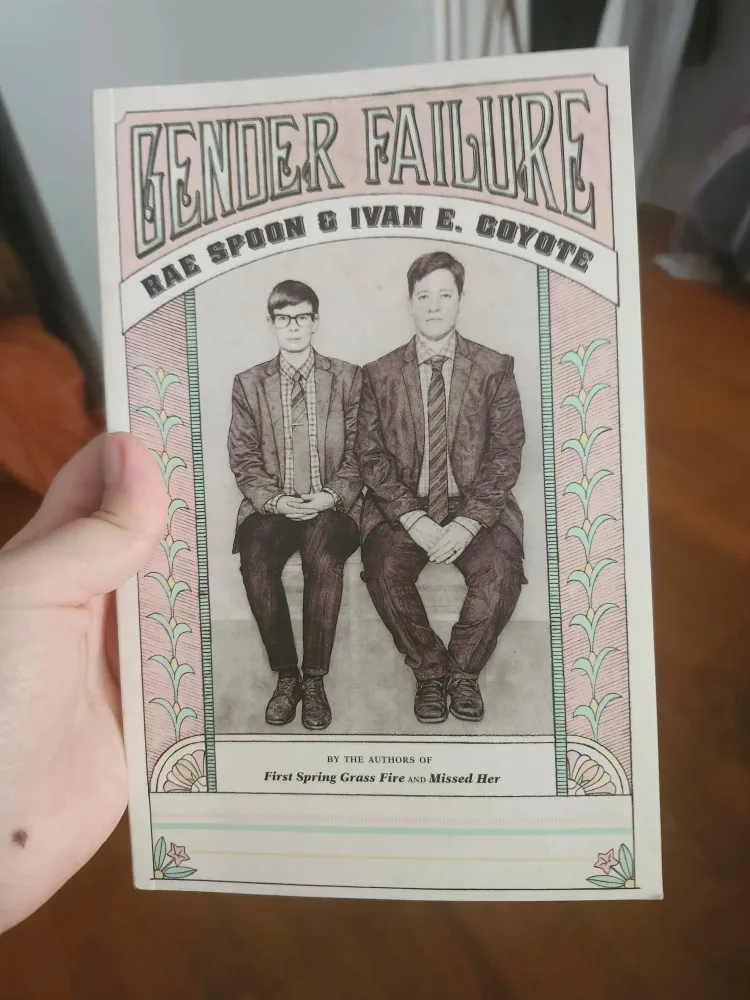 GENDER FAILURE
RAE SPOON & IVAN E. COYOTE
BY THE AUTHORS OF
First Spring Grass Fire AND Missed Her